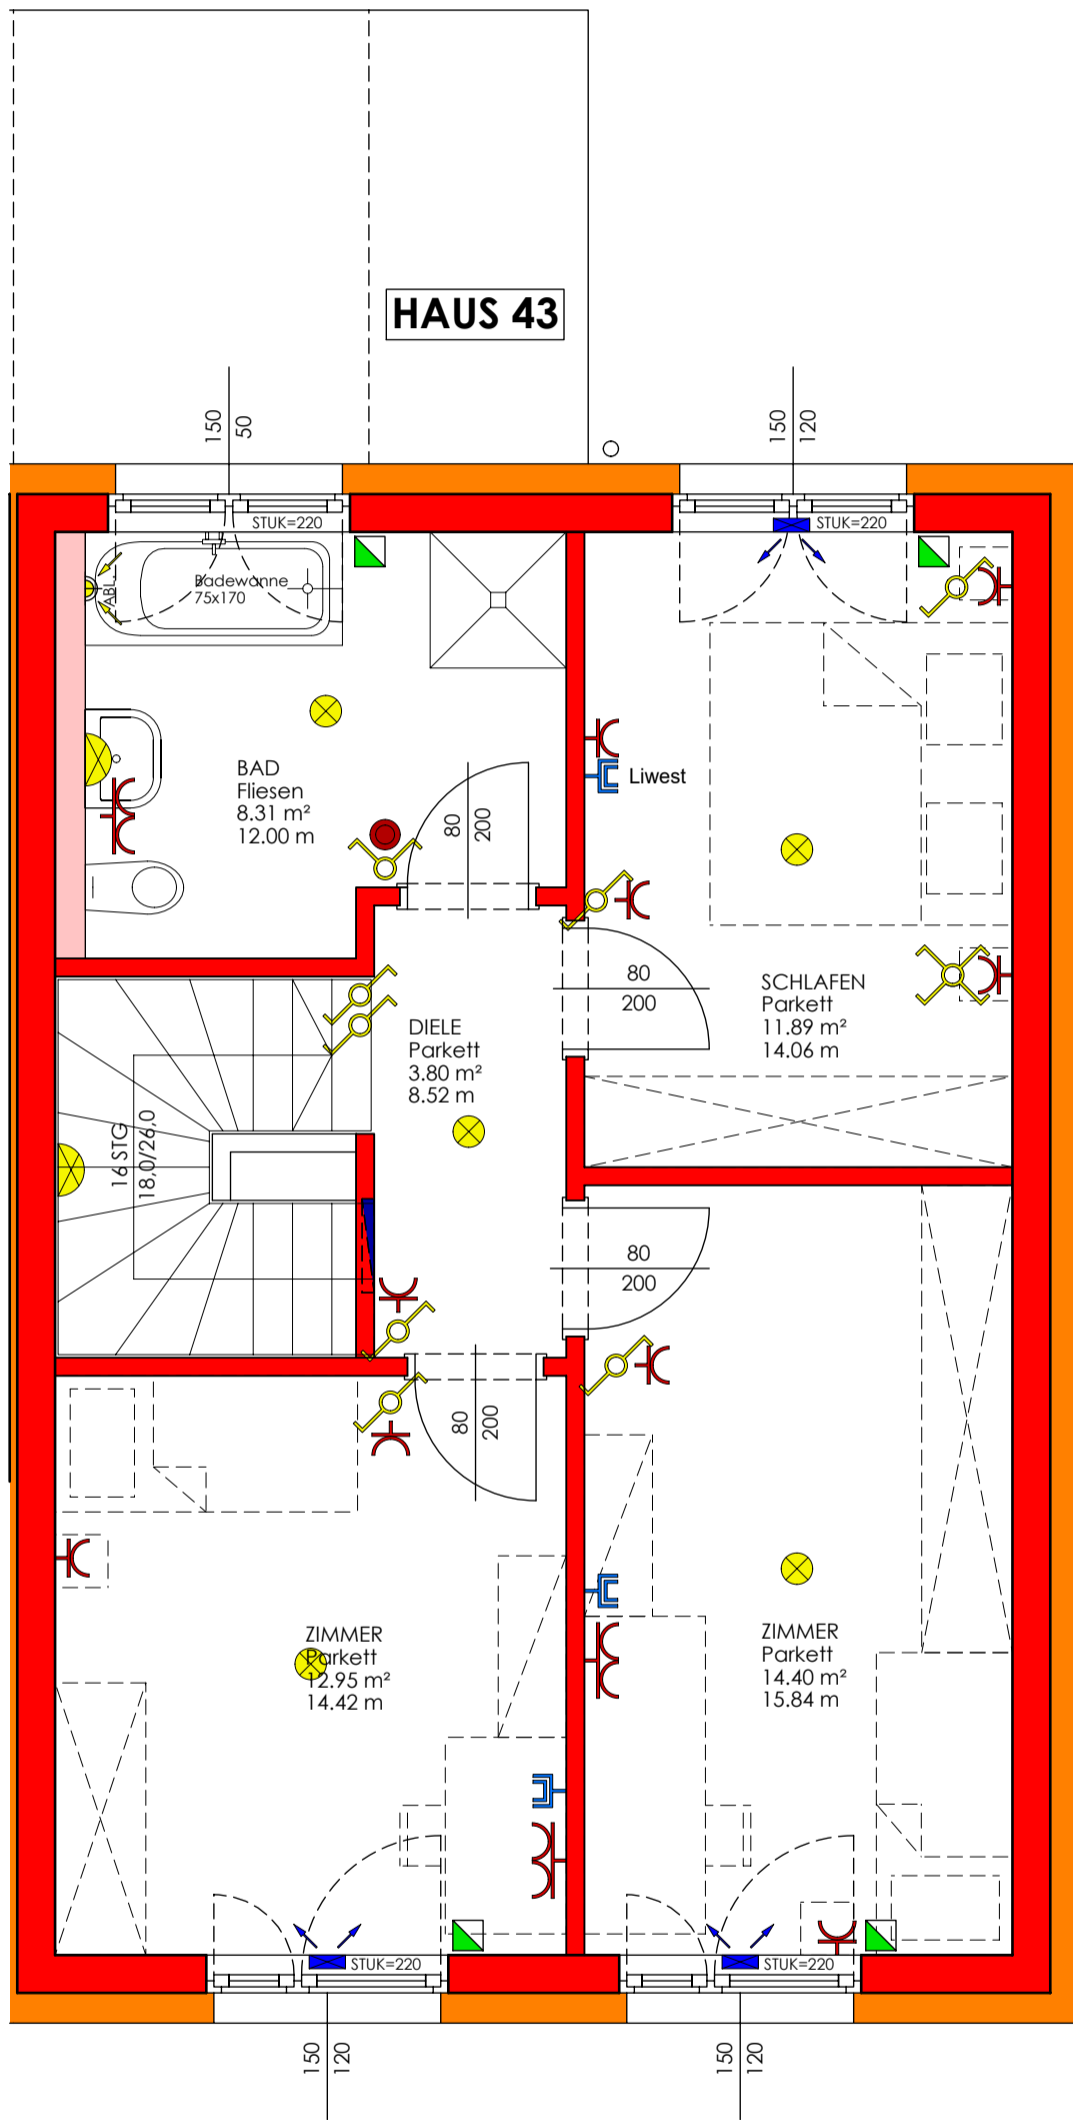 HAUS 43
150
50
150
120
STUK=220
STUK=220
ABL.
Badewanne
75x170
BAD
Fliesen
8.31 m²
12.00 m
80
200
Liwest
80
200
SCHLAFEN
Parkett
11.89 m²
14.06 m
DIELE
Parkett
3.80 m²
8.52 m
16 STG
18,0/26,0
80
200
80
200
ZIMMER
Parkett
12.95 m²
14.42 m
ZIMMER
Parkett
14.40 m²
15.84 m
STUK=220
STUK=220
150
120
150
120